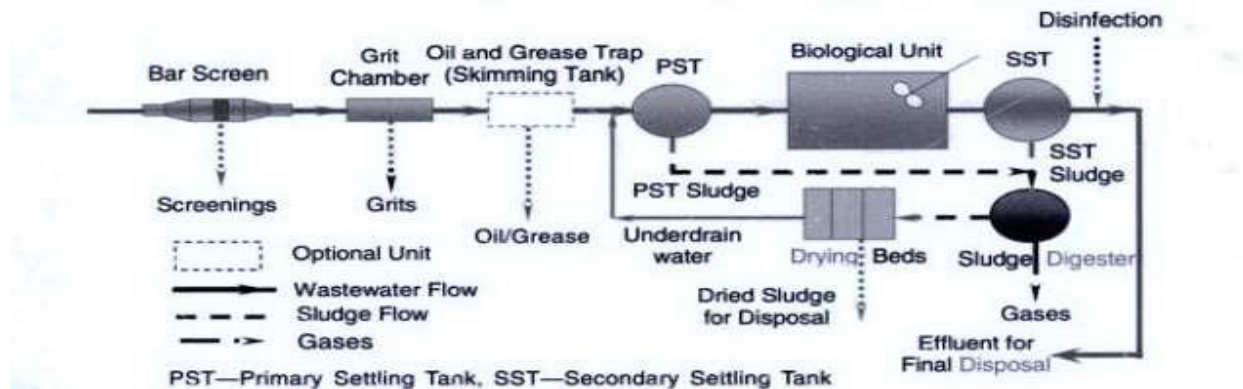 Disinfection
Bar Screen
Grit
Chamber
Oil and Grease Trap
(Skimming Tank)
PST
Biological Unit
SST
Screenings
Grits
Oil/Grease
PST Sludge
SST
Sludge
Underdrain
water
Drying Beds
Sludge Digester
Dried Sludge
for Disposal
Gases
Effluent for
Final Disposal
Optional Unit
Wastewater Flow
Sludge Flow
Gases
PST—Primary Settling Tank, SST—Secondary Settling Tank